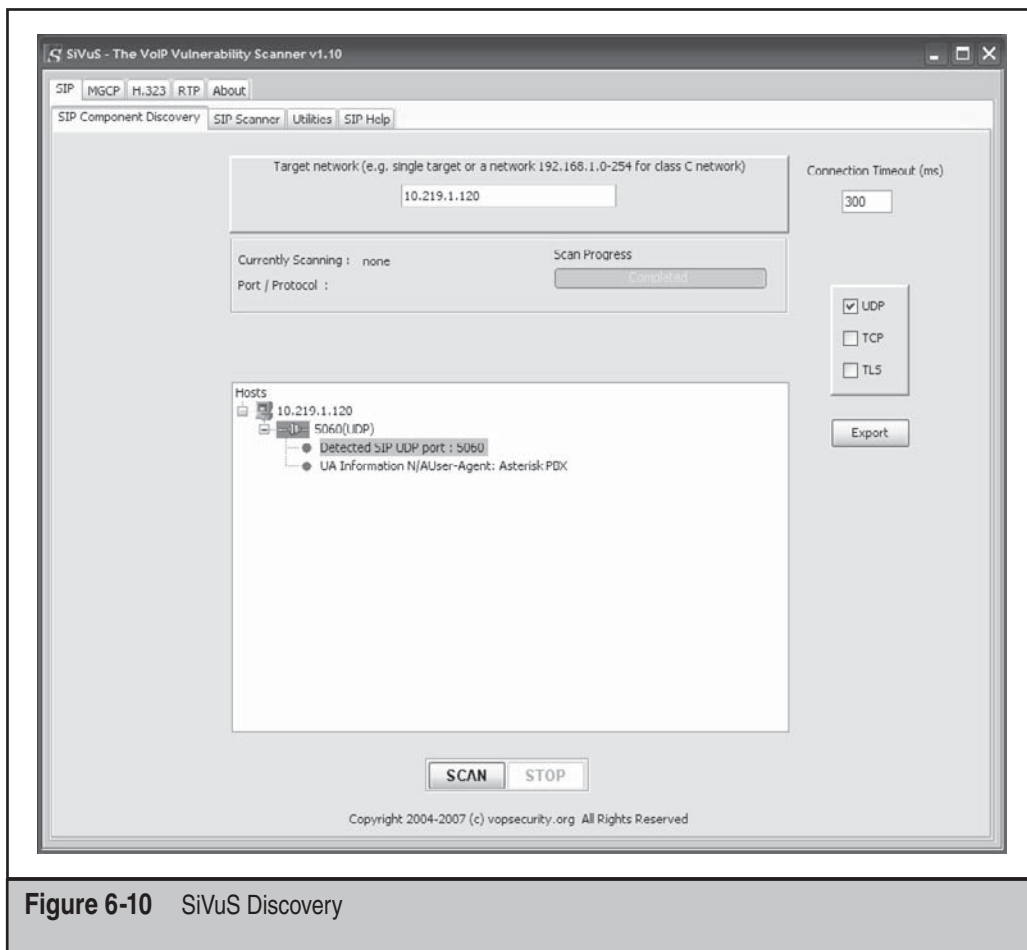 SiVuS - The VoIP Vulnerability Scanner v1.10
SIP MGCP H.323 RTP About
SIP Component Discovery SIP Scanner Utilities SIP Help
Target network (e.g. single target or a network 192.168.1.0-254 for class C network)
10.219.1.120
Connection Timeout (ms)
300
Currently Scanning : none
Scan Progress
Port / Protocol :
Completed
UDP
TCP
TLS
Hosts
10.219.1.120
5060(UDP)
Detected SIP UDP port : 5060
UA Information N/AUser-Agent: Asterisk PBX
Export
SCAN STOP
Copyright 2004-2007 (c) vopsecurity.org All Rights Reserved
Figure 6-10 SiVuS Discovery